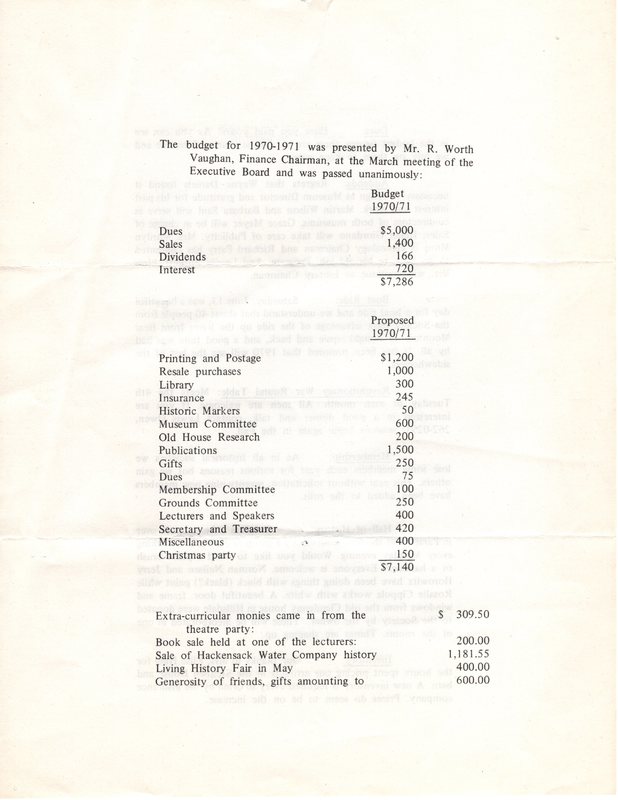 The budget for 1970-1971 was presented by Mr. R. Worth
Vaughan, Finance Chairman, at the March meeting of the
Executive Board and was passed unanimously:
Budget
1970/71
Dues $5,000
Sales 1,400
Dividends 166
Interest 720
$7,286
Proposed
1970/71
Printing and Postage $1,200
Resale purchases 1,000
Library 300
Insurance 245
Historic Markers 50
Museum Committee 600
Old House Research 200
Publications 1,500
Gifts 250
Dues 75
Membership Committee 100
Grounds Committee 250
Lecturers and Speakers 400
Secretary and Treasurer 420
Miscellaneous 400
Christmas party 150
$7,140
Extra-curricular monies came in from the $ 309.50
theatre party:
Book sale held at one of the lecturers: 200.00
Sale of Hackensack Water Company history 1,181.55
Living History Fair in May 400.00
Generosity of friends, gifts amounting to 600.00